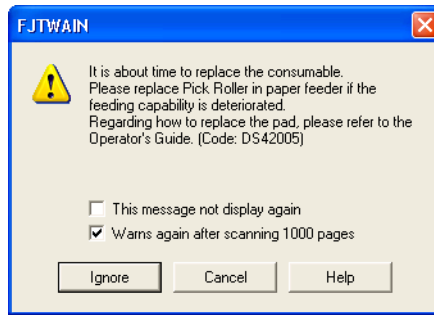 FJTWAIN
It is about time to replace the consumable.
Please replace Pick Roller in paper feeder if the
feeding capability is deteriorated.
Regarding how to replace the pad, please refer to the
Operator's Guide. (Code: DS42005)
This message not display again
Warns again after scanning 1000 pages
Ignore
Cancel
Help